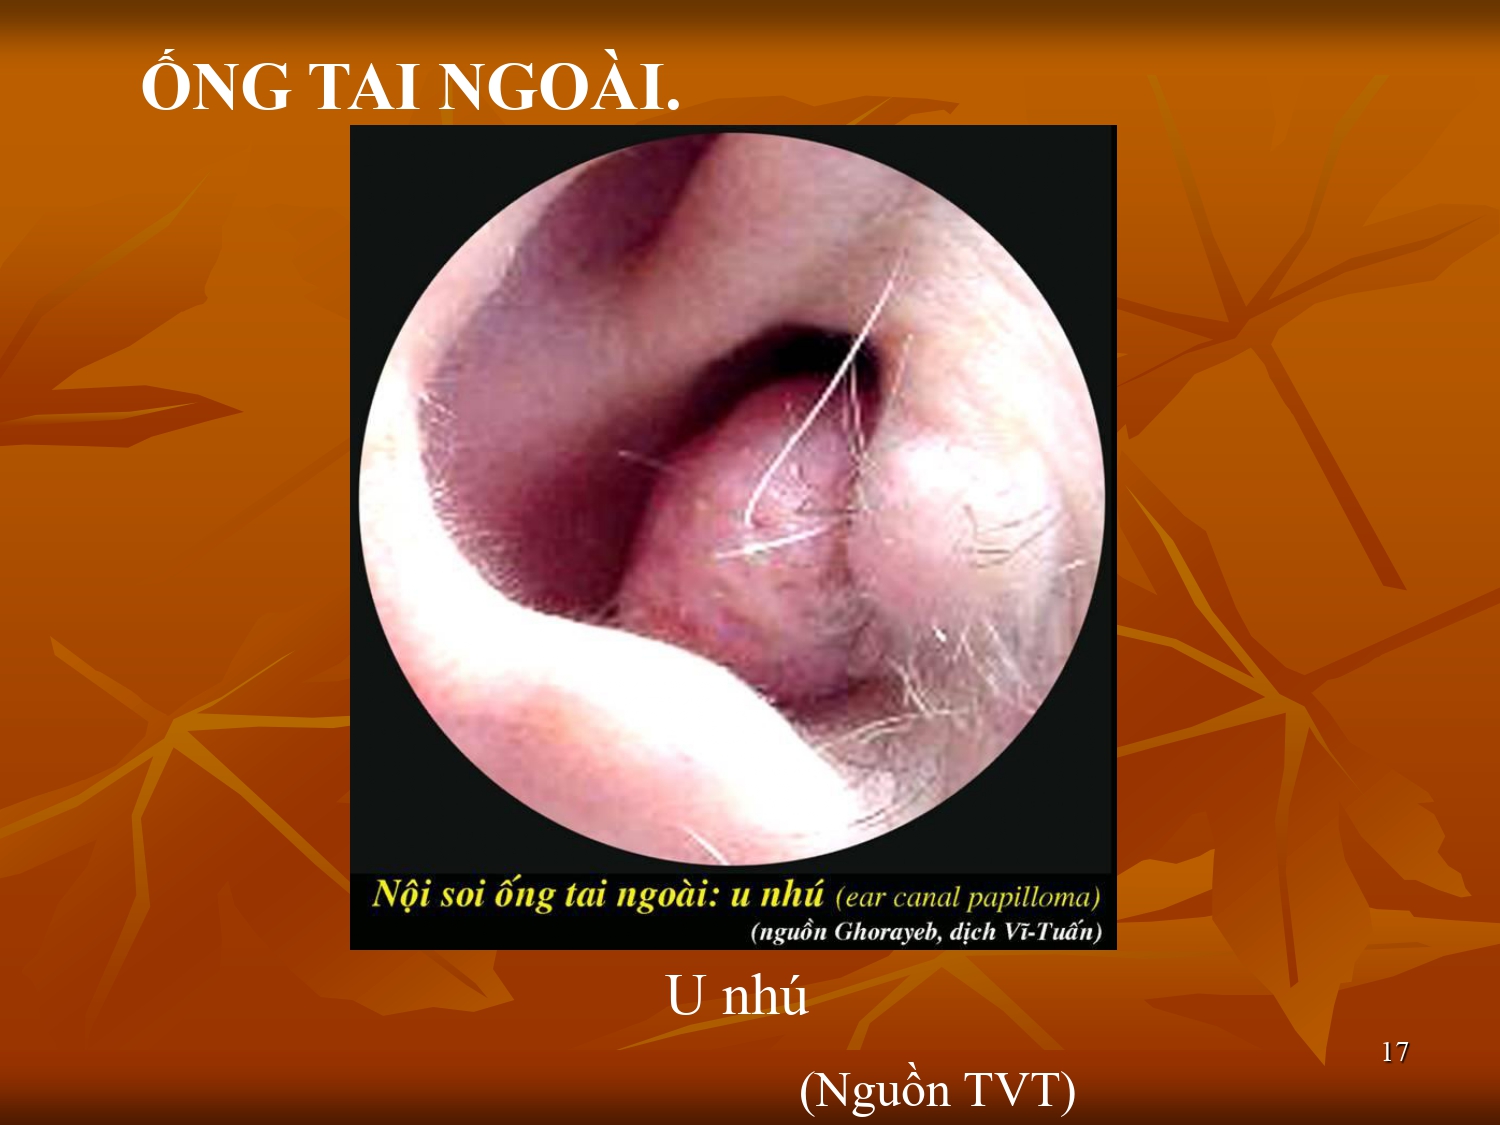 ỐNG TAI NGOÀI.
Nội soi ống tai ngoài: u nhú (ear canal papilloma)
(nguồn Ghorayeb, dịch Vĩ-Tuấn)
U nhú
17
(Nguồn TVT)